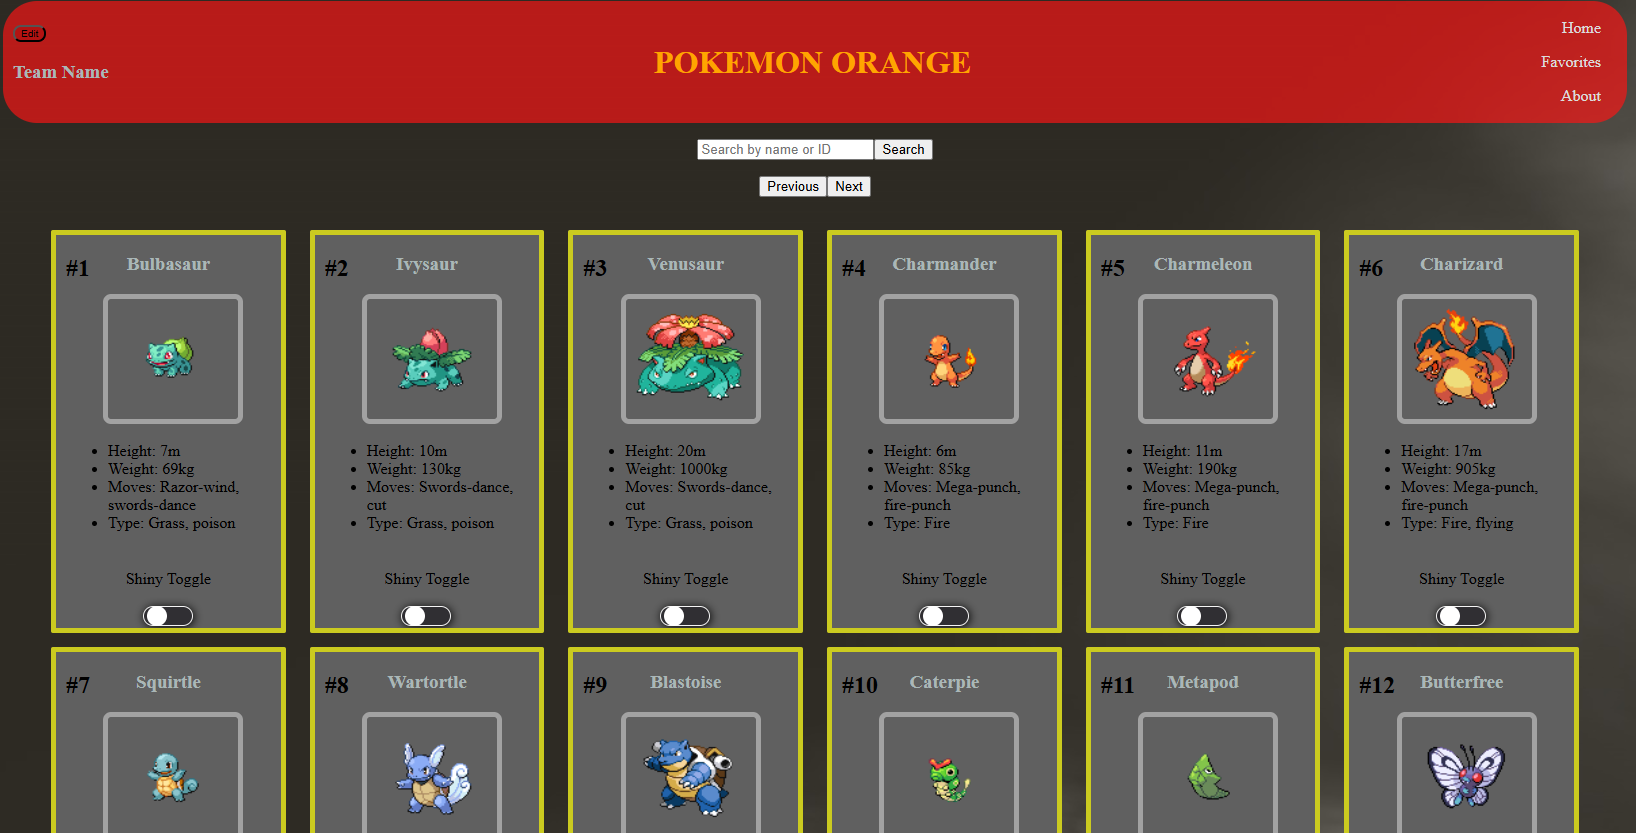 Edit
Team Name
POKEMON ORANGE
Home
Favorites
About
Search by name or ID Search
Previous Next
#1 Bulbasaur
Height: 7m
Weight: 69kg
Moves: Razor-wind,
swords-dance
Type: Grass, poison
Shiny Toggle
#2 Ivysaur
Height: 10m
Weight: 130kg
Moves: Swords-dance,
cut
Type: Grass, poison
Shiny Toggle
#3 Venusaur
Height: 20m
Weight: 1000kg
Moves: Swords-dance,
cut
Type: Grass, poison
Shiny Toggle
#4 Charmander
Height: 6m
Weight: 85kg
Moves: Mega-punch,
fire-punch
Type: Fire
Shiny Toggle
#5 Charmeleon
Height: 11m
Weight: 190kg
Moves: Mega-punch,
fire-punch
Type: Fire
Shiny Toggle
#6 Charizard
Height: 17m
Weight: 905kg
Moves: Mega-punch,
fire-punch
Type: Fire, flying
Shiny Toggle
#7 Squirtle
#8 Wartortle
#9 Blastoise
#10 Caterpie
#11 Metapod
#12 Butterfree